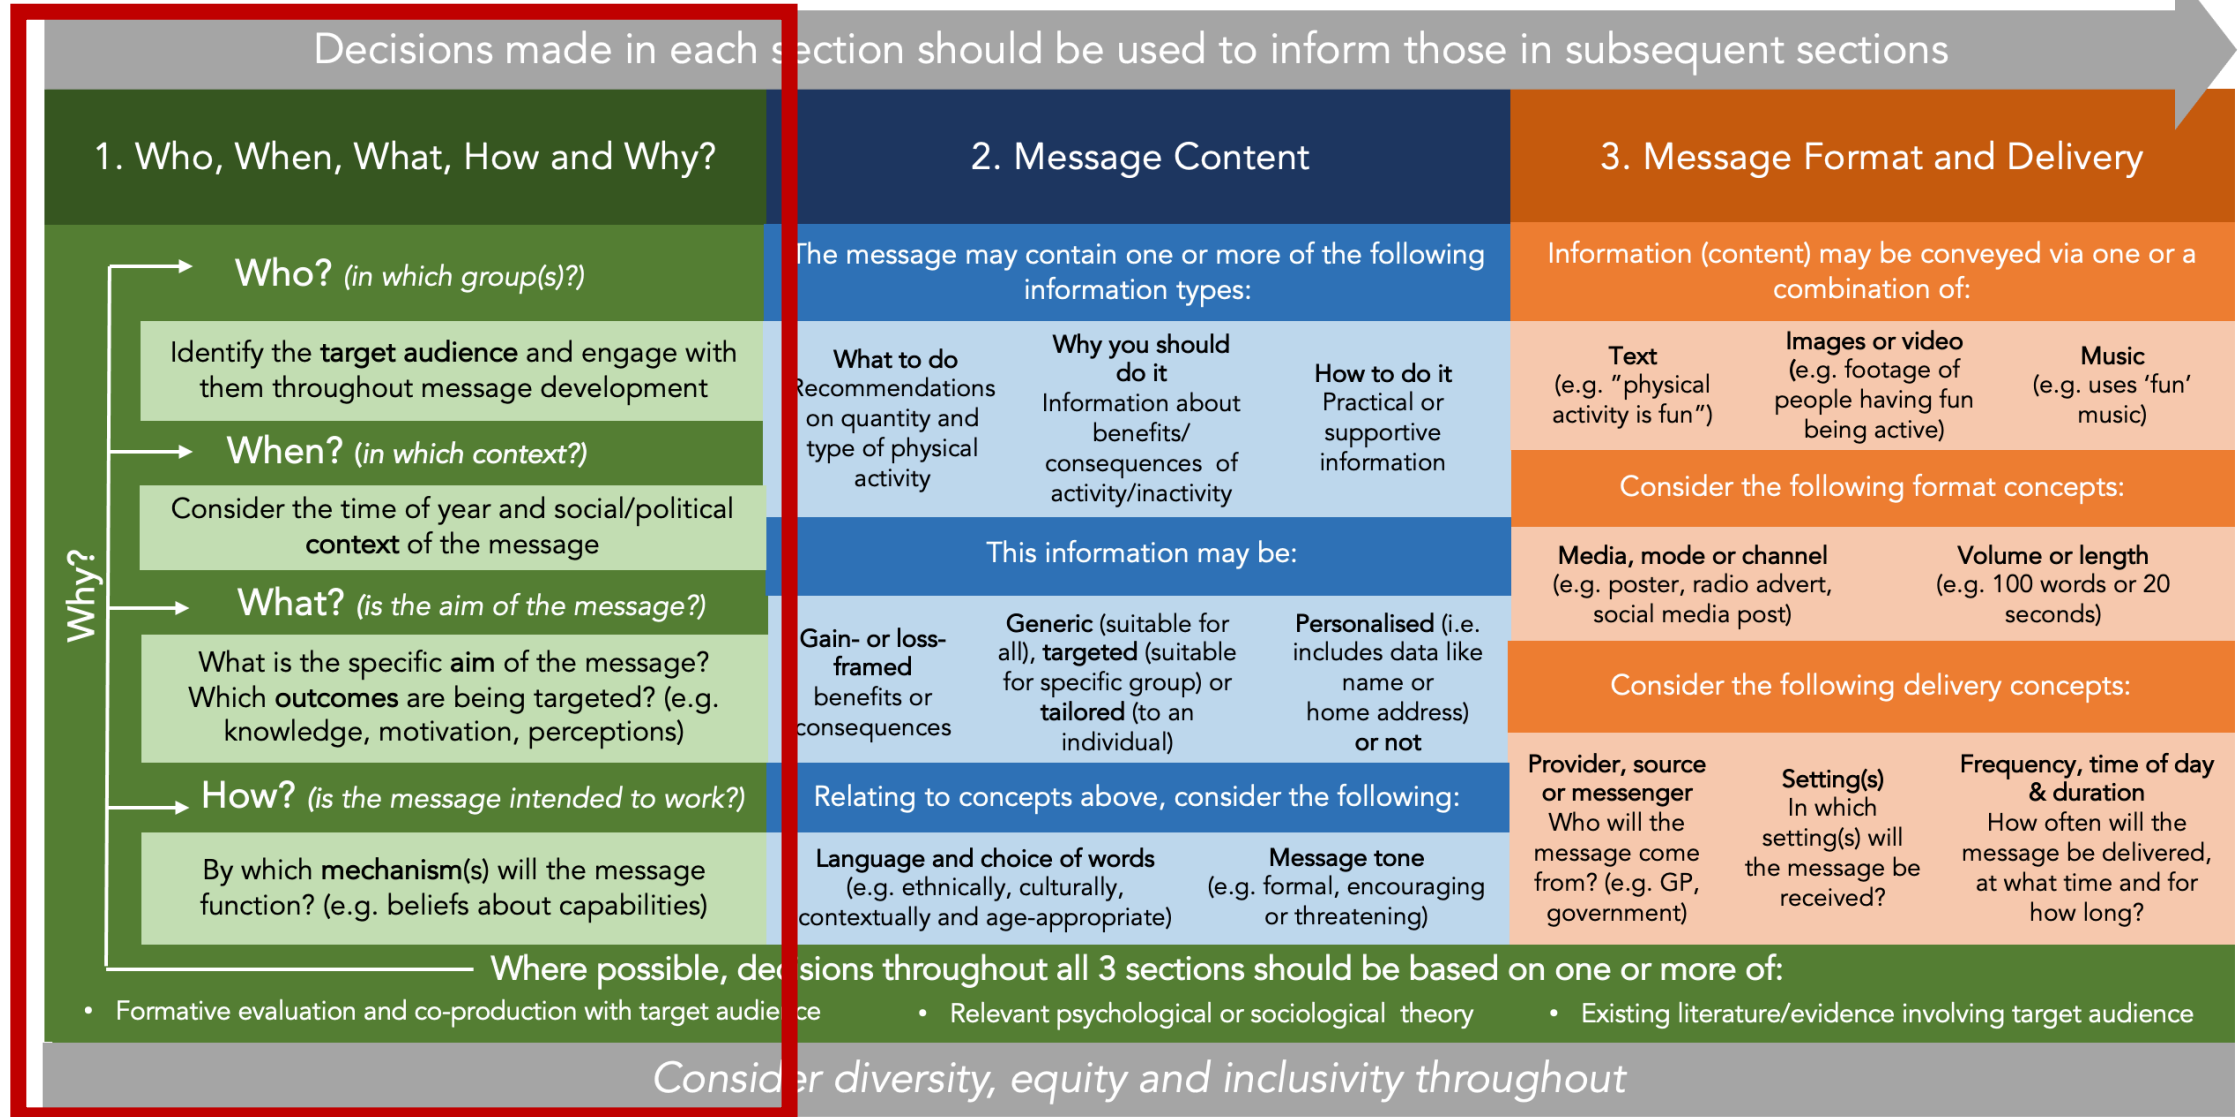 Decisions made in each section should be used to inform those in subsequent sections
1. Who, When, What, How and Why?
Why?
Who? (in which group(s)?)
Identify the target audience and engage with
them throughout message development
When? (in which context?)
Consider the time of year and social/political
context of the message
What? (is the aim of the message?)
What is the specific aim of the message?
Which outcomes are being targeted? (e.g.
knowledge, motivation, perceptions)
How? (is the message intended to work?)
By which mechanism(s) will the message
function? (e.g. beliefs about capabilities)
2. Message Content
The message may contain one or more of the following
information types:
What to do
Recommendations
on quantity and
type of physical
activity
Why you should
do it
Information about
benefits/
consequences of
activity/inactivity
How to do it
Practical or
supportive
information
This information may be:
Gain- or loss-
framed
benefits or
consequences
Generic (suitable for
all), targeted (suitable
for specific group) or
tailored (to an
individual)
Personalised (i.e.
includes data like
name or
home address)
or not
Relating to concepts above, consider the following:
Language and choice of words
(e.g. ethnically, culturally,
contextually and age-appropriate)
Message tone
(e.g. formal, encouraging
or threatening)
3. Message Format and Delivery
Information (content) may be conveyed via one or a
combination of:
Text
(e.g. ”physical
activity is fun”)
Images or video
(e.g. footage of
people having fun
being active)
Music
(e.g. uses ‘fun’
music)
Consider the following format concepts:
Media, mode or channel
(e.g. poster, radio advert,
social media post)
Volume or length
(e.g. 100 words or 20
seconds)
Consider the following delivery concepts:
Provider, source
or messenger
Who will the
message come
from? (e.g. GP,
government)
Setting(s)
In which
setting(s) will
the message be
received?
Frequency, time of day
& duration
How often will the
message be delivered,
at what time and for
how long?
Where possible, decisions throughout all 3 sections should be based on one or more of:
• Formative evaluation and co-production with target audience
• Relevant psychological or sociological theory
• Existing literature/evidence involving target audience
Consider diversity, equity and inclusivity throughout